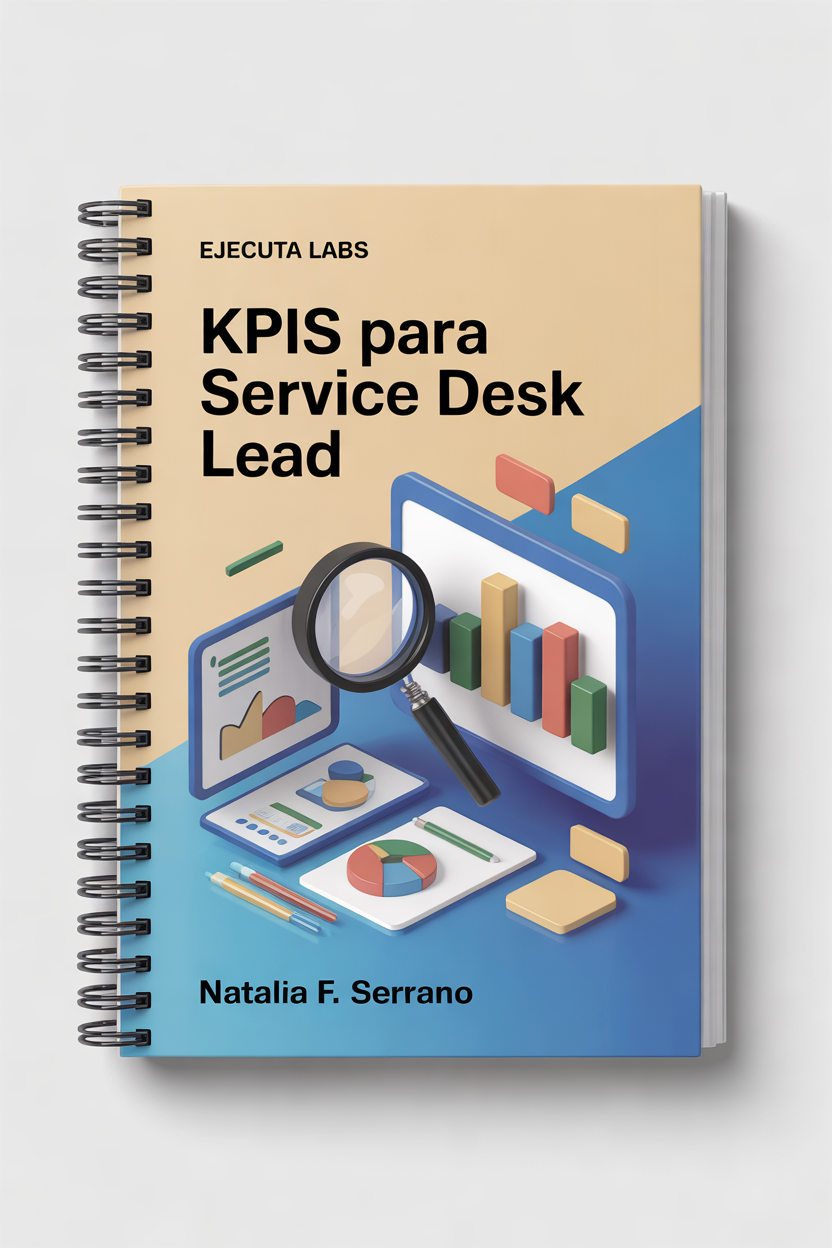 EJECUTA LABS
KPIS para
Service Desk
Lead
Natalia F. Serrano